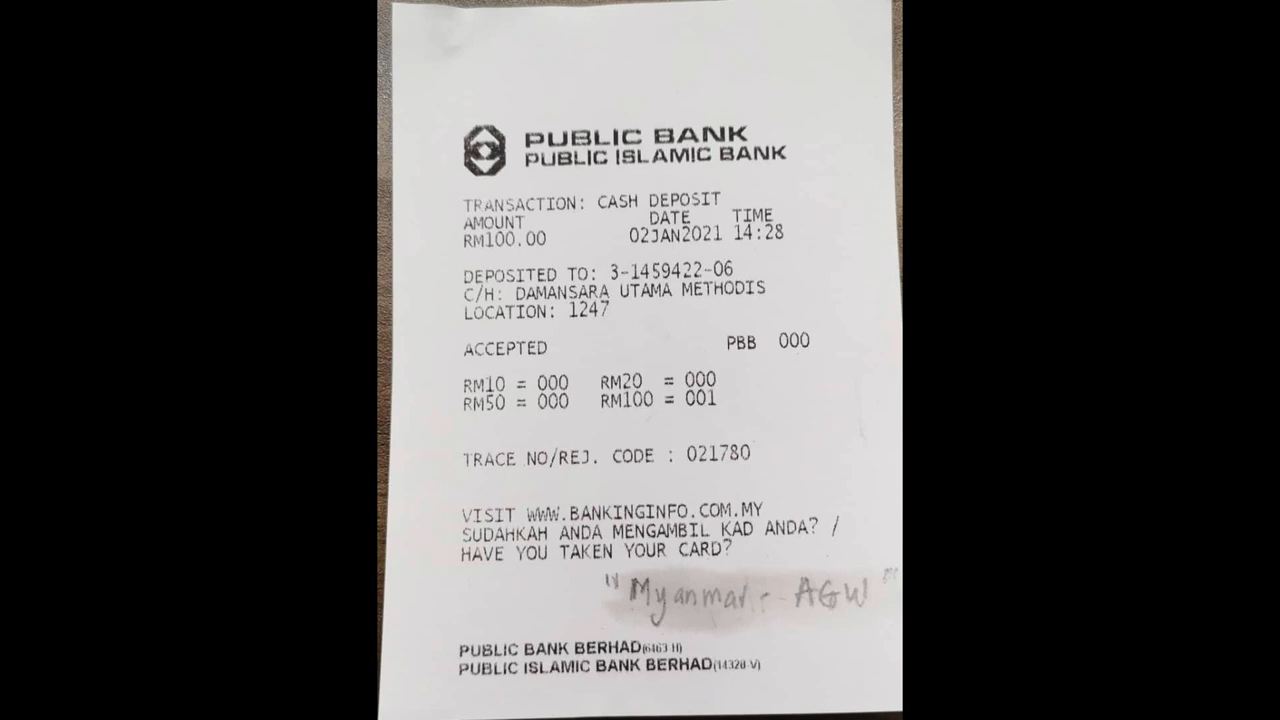 PUBLIC BANK
PUBLIC ISLAMIC BANK
TRANSACTION: CASH DEPOSIT
AMOUNT DATE TIME
RM100.00 02JAN2021 14:28
DEPOSITED TO: 3-1459422-06
C/H: DAMANSARA UTAMA METHODIS
LOCATION: 1247
ACCEPTED PBB 000
RM10 = 000 RM20 = 000
RM50 = 000 RM100 = 001
TRACE NO/REJ. CODE : 021780
VISIT WWW.BANKINGINFO.COM.MY
SUDAHKAH ANDA MENGAMBIL KAD ANDA? /
HAVE YOU TAKEN YOUR CARD?
"Myanmar - AGW"
PUBLIC BANK BERHAD(6463-H)
PUBLIC ISLAMIC BANK BERHAD(14328-V)